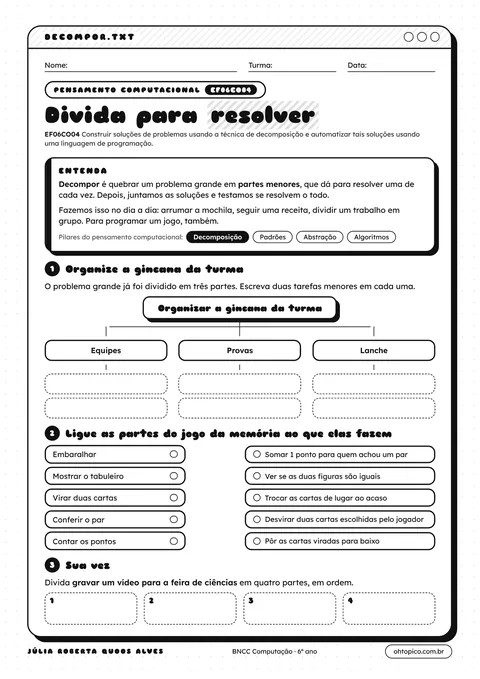 DECOMPOR.TXT
Nome:
Turma:
Data:
PENSAMENTO COMPUTACIONAL EF06CO04
Divida para resolver
EF06CO04 Construir soluções de problemas usando a técnica de decomposição e automatizar tais soluções usando
uma linguagem de programação.
ENTENDA
Decompor é quebrar um problema grande em partes menores, que dá para resolver uma de
cada vez. Depois, juntamos as soluções e testamos se resolvem o todo.
Fazemos isso no dia a dia: arrumar a mochila, seguir uma receita, dividir um trabalho em
grupo. Para programar um jogo, também.
Pilares do pensamento computacional: Decomposição Padrões Abstração Algoritmos
1 Organize a gincana da turma
O problema grande já foi dividido em três partes. Escreva duas tarefas menores em cada uma.
Organizar a gincana da turma
Equipes
Provas
Lanche
2 Ligue as partes do jogo da memória ao que elas fazem
Embaralhar
Somar 1 ponto para quem achou um par
Mostrar o tabuleiro
Ver se as duas figuras são iguais
Virar duas cartas
Trocar as cartas de lugar ao acaso
Conferir o par
Desvirar duas cartas escolhidas pelo jogador
Contar os pontos
Pôr as cartas viradas para baixo
3 Sua vez
Divida gravar um vídeo para a feira de ciências em quatro partes, em ordem.
1
2
3
4
JÚLIA ROBERTA QUOOS ALVES
BNCC Computação · 6º ano
ohtopico.com.br